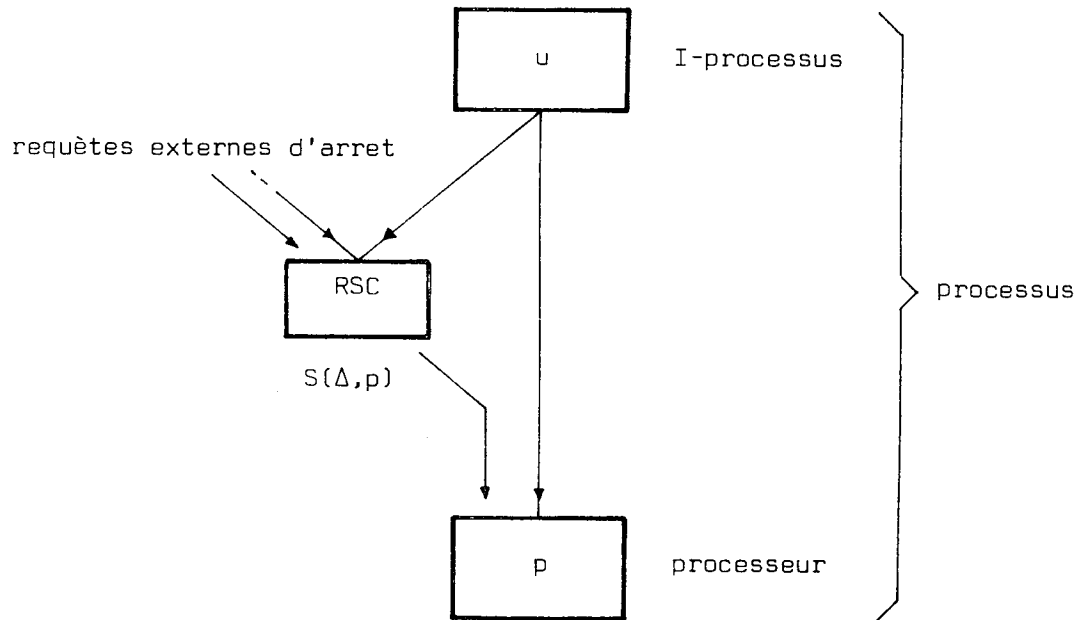 u
I-processus
requètes externes d'arret
RSC
processus
S(Δ,p)
p
processeur